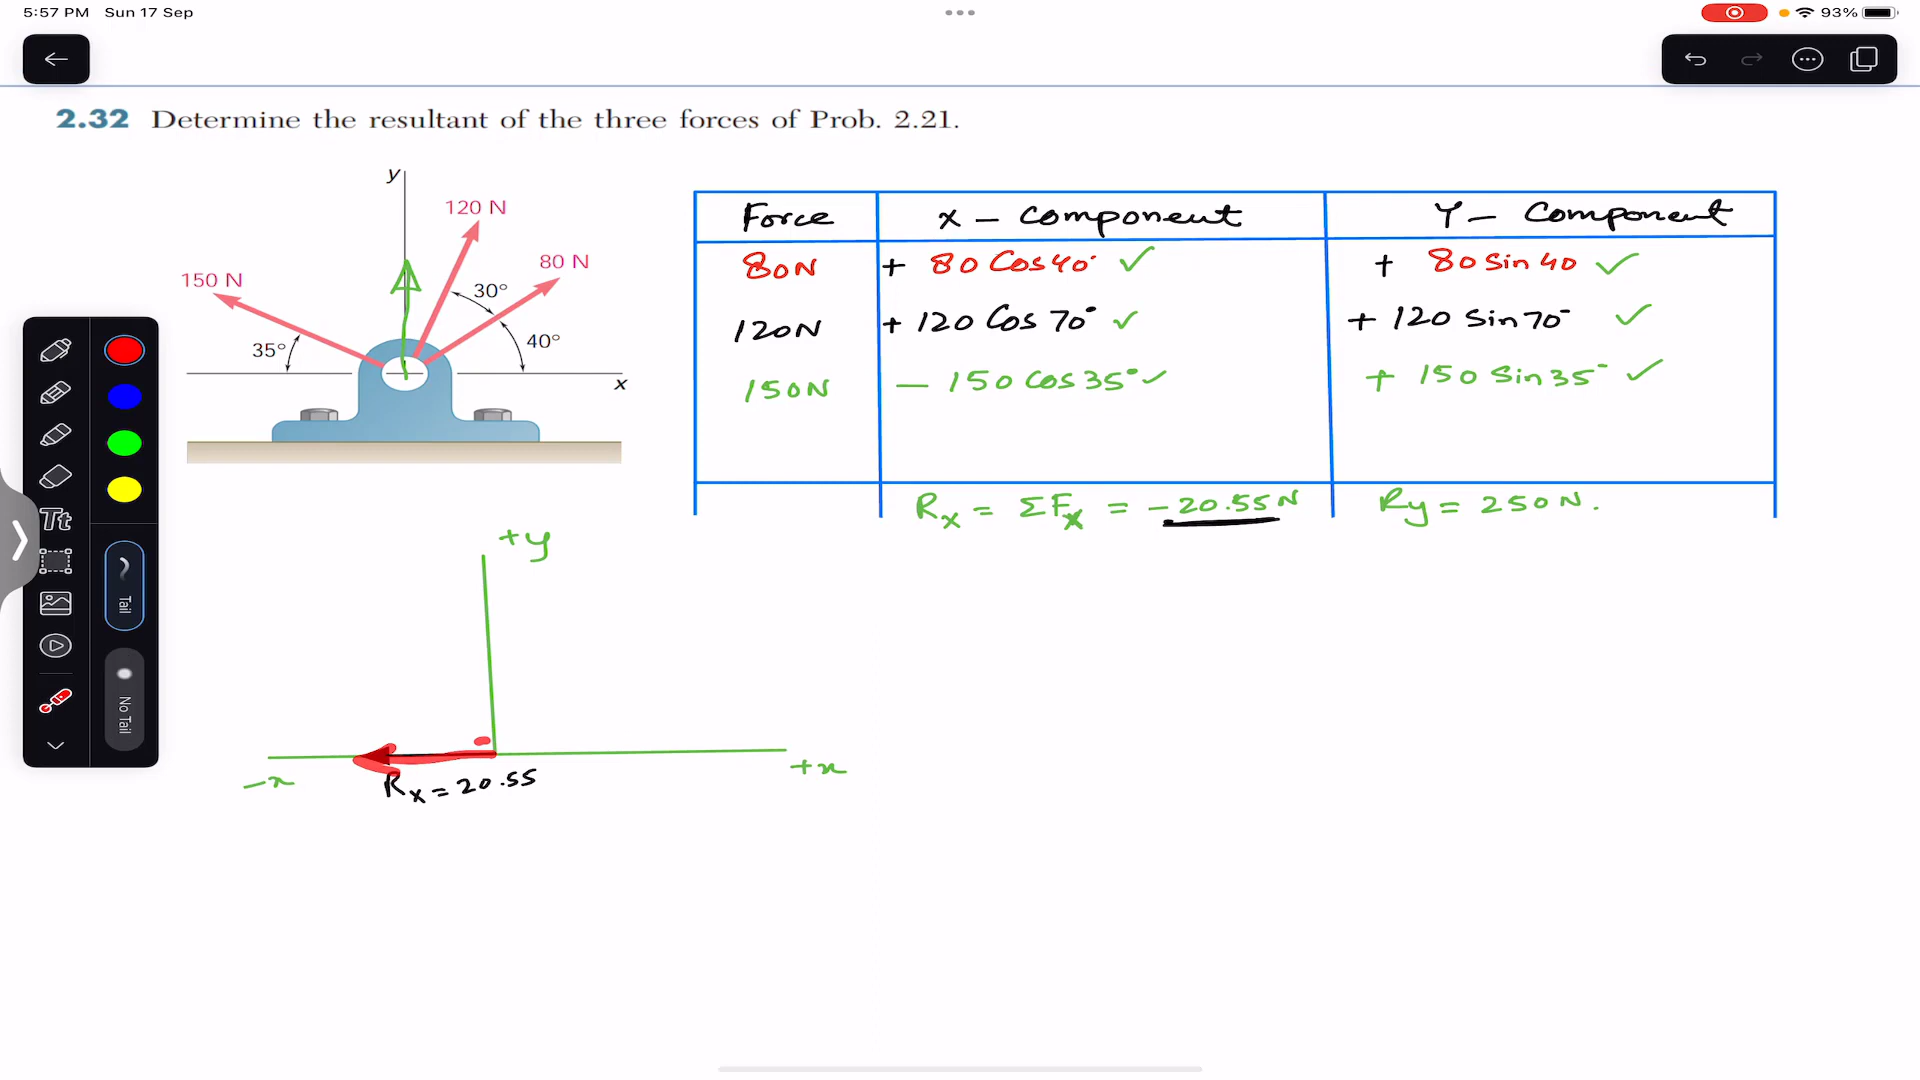 5:57 PM Sun 17 Sep
93%
2.32 Determine the resultant of the three forces of Prob. 2.21.
y
120 N
80 N
150 N
30°
35°
40°
x
Force X – Component Y – Component
80N + 80 Cos40° ✓ + 80 Sin 40 ✓
120N + 120 Cos 70° ✓ + 120 Sin70° ✓
150N – 150 Cos35° ✓ + 150 Sin35° ✓
Rx = ΣFx = -20.55N Ry = 250N.
+y
-x
+x
Rx = 20.55
Tt
Tail
No Tail